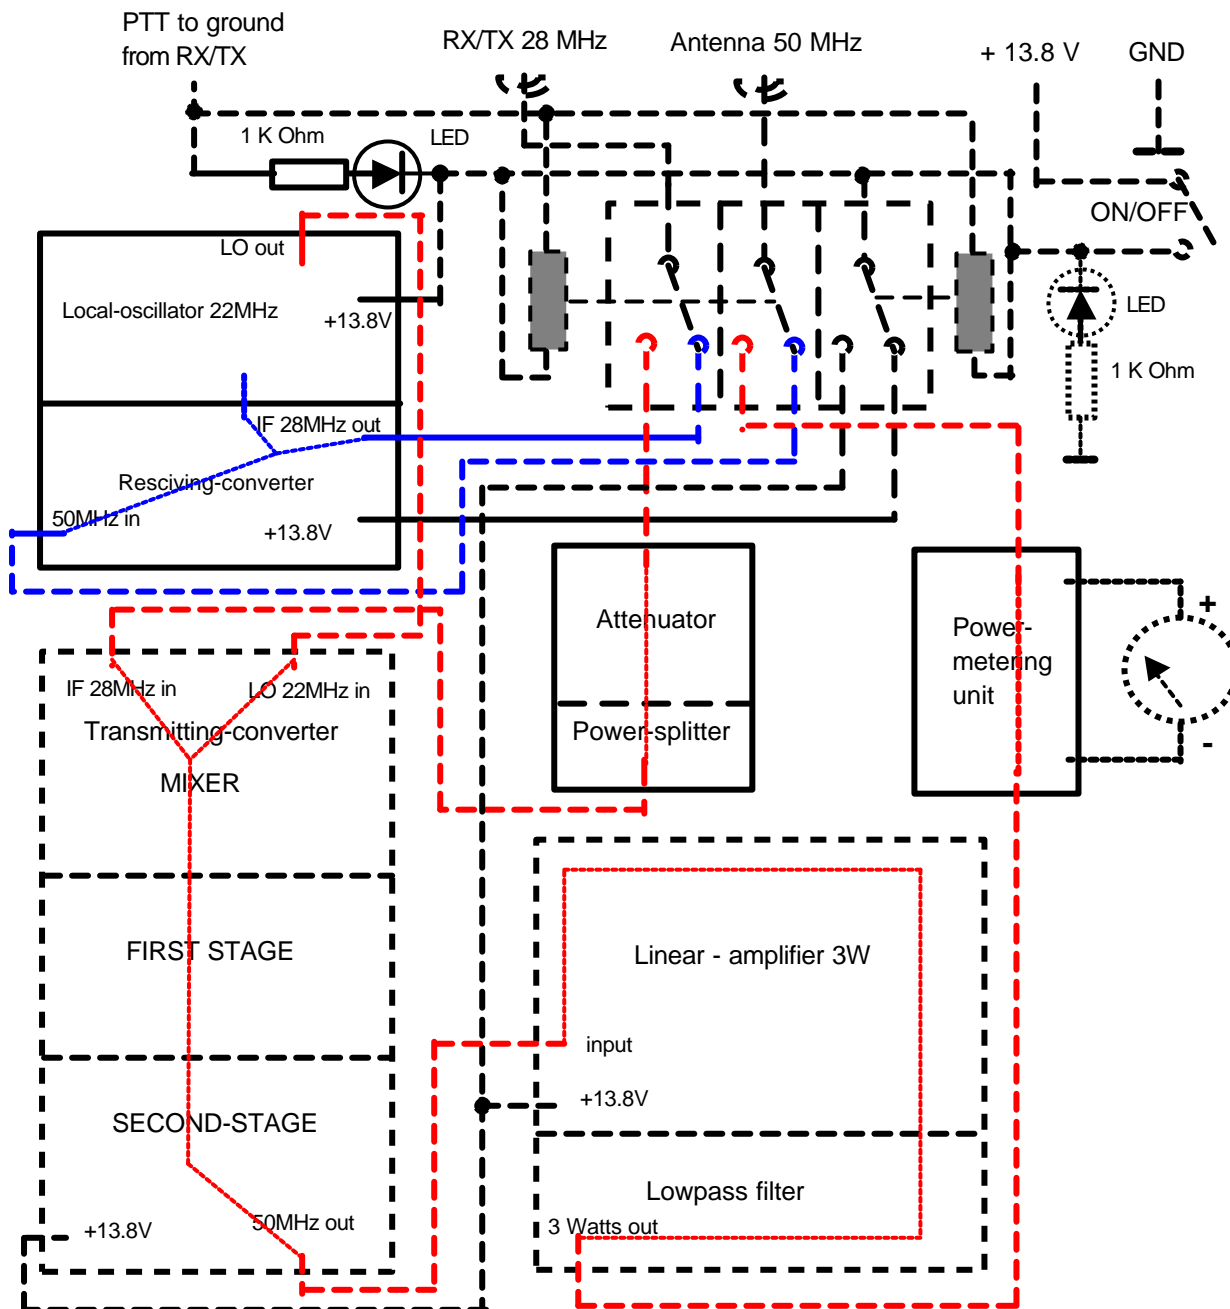 PTT to ground
from RX/TX
RX/TX 28 MHz
Antenna 50 MHz
+ 13.8 V
GND
1 K Ohm
LED
ON/OFF
LO out
Local-oscillator 22MHz
+13.8V
LED
1 K Ohm
IF 28MHz out
Resciving-converter
50MHz in
+13.8V
Attenuator
Power-splitter
Power-
metering
unit
+
-
IF 28MHz in
LO 22MHz in
Transmitting-converter
MIXER
FIRST STAGE
SECOND-STAGE
+13.8V
50MHz out
Linear - amplifier 3W
input
+13.8V
Lowpass filter
3 Watts out